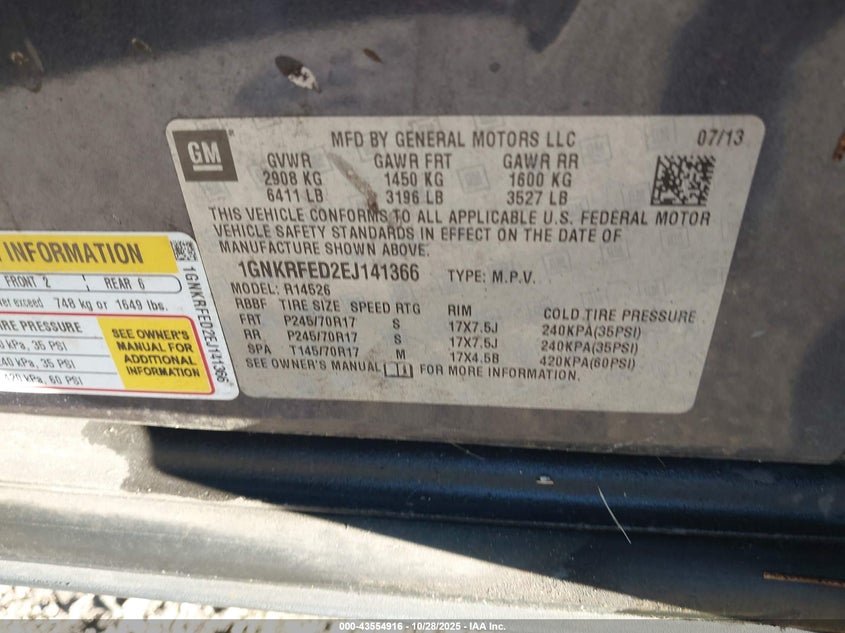 GM
MFD BY GENERAL MOTORS LLC 07/13
GVWR GAWR FRT GAWR RR
2908 KG 1450 KG 1600 KG
6411 LB 3196 LB 3527 LB
THIS VEHICLE CONFORMS TO ALL APPLICABLE U.S. FEDERAL MOTOR
VEHICLE SAFETY STANDARDS IN EFFECT ON THE DATE OF
MANUFACTURE SHOWN ABOVE.
1GNKRFED2EJ141366 TYPE: M.P.V.
MODEL: R14526
RBBF TIRE SIZE SPEED RTG RIM COLD TIRE PRESSURE
FRT P245/70R17 S 17X7.5J 240KPA(35PSI)
RR P245/70R17 S 17X7.5J 240KPA(35PSI)
SPA T145/70R17 M 17X4.5B 420KPA(60PSI)
SEE OWNER'S MANUAL FOR MORE INFORMATION.
INFORMATION
FRONT 2 REAR 6
exceed 748 kg or 1649 lbs.
PRESSURE
kPa, 35 PSI
kPa, 35 PSI
kPa, 60 PSI
SEE OWNER'S
MANUAL FOR
ADDITIONAL
INFORMATION
1GNKRFED2EJ141366
000-43554916 - 10/28/2025 - IAA Inc.